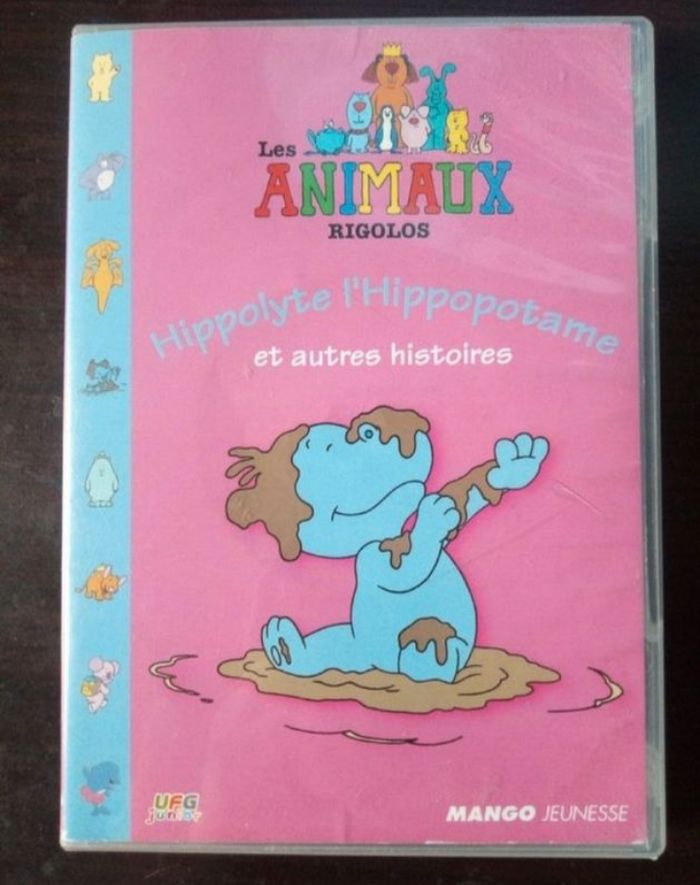 Les
ANIMAUX
RIGOLOS
Hippolyte l'Hippopotame
et autres histoires
UFG
junior
MANGO JEUNESSE